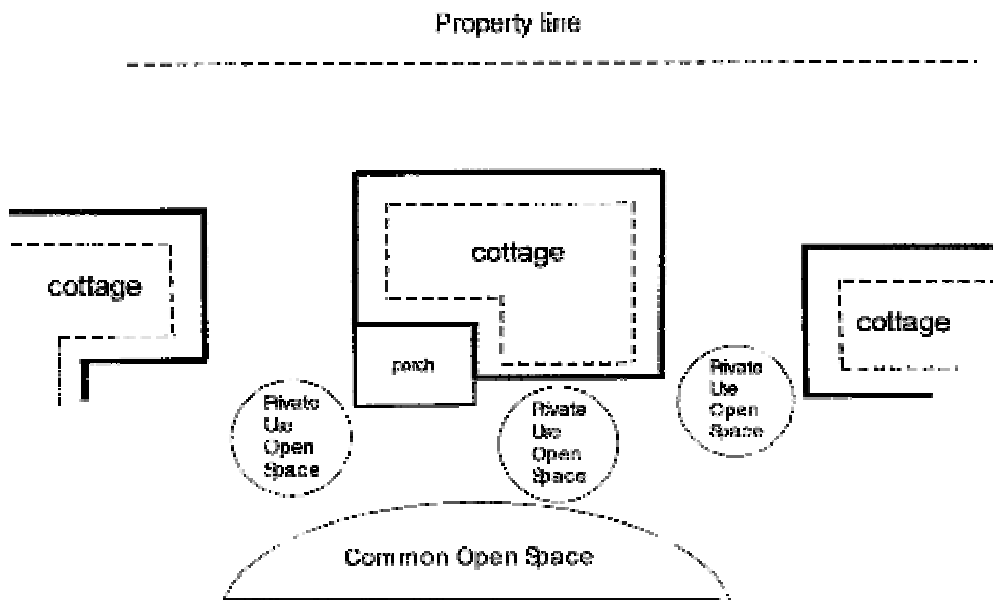 Property line
cottage
cottage
cottage
porch
Private
Use
Open
Space
Private
Use
Open
Space
Private
Use
Open
Space
Common Open Space